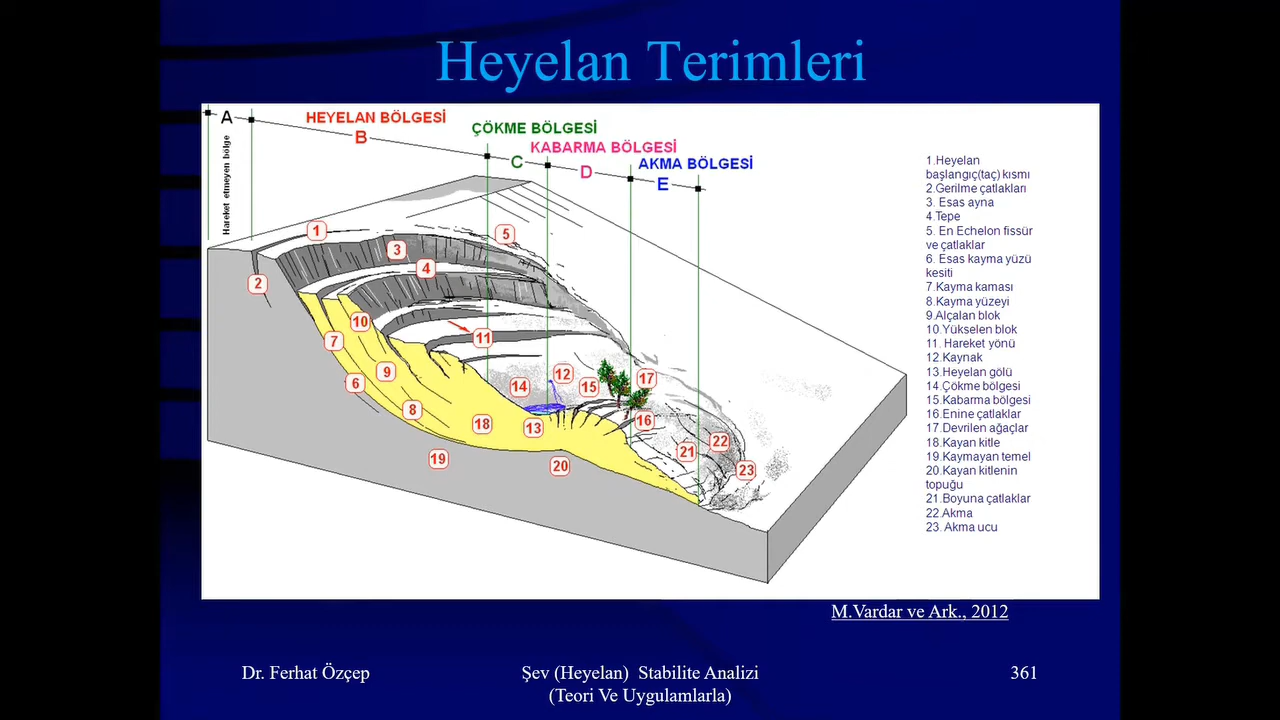 Heyelan Terimleri
A
HEYELAN BÖLGESİ
B
ÇÖKME BÖLGESİ
C
KABARMA BÖLGESİ
D
AKMA BÖLGESİ
E
Hareket etmeyen bölge
1
2
3
4
5
6
7
8
9
10
11
12
13
14
15
16
17
18
19
20
21
22
23
1.Heyelan
başlangıç(taç) kısmı
2.Gerilme çatlakları
3. Esas ayna
4.Tepe
5. En Echelon fissür
ve çatlaklar
6. Esas kayma yüzü
kesiti
7.Kayma kaması
8.Kayma yüzeyi
9.Alçalan blok
10.Yükselen blok
11. Hareket yönü
12.Kaynak
13.Heyelan gölü
14.Çökme bölgesi
15.Kabarma bölgesi
16.Enine çatlaklar
17.Devrilen ağaçlar
18.Kayan kitle
19.Kaymayan temel
20.Kayan kitlenin
topuğu
21.Boyuna çatlaklar
22.Akma
23. Akma ucu
M.Vardar ve Ark., 2012
Dr. Ferhat Özçep
Şev (Heyelan) Stabilite Analizi
(Teori Ve Uygulamlarla)
361